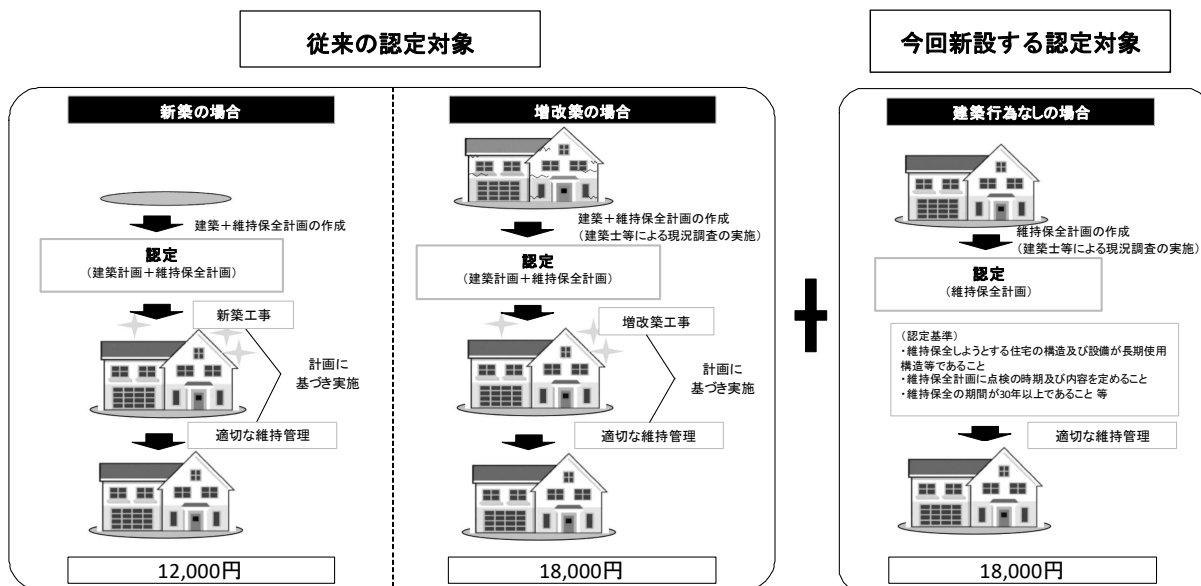 従来の認定対象
今回新設する認定対象
新築の場合
建築+維持保全計画の作成
認定
(建築計画+維持保全計画)
新築工事
計画に
基づき実施
適切な維持管理
12,000円
増改築の場合
建築+維持保全計画の作成
(建築士等による現況調査の実施)
認定
(建築計画+維持保全計画)
増改築工事
計画に
基づき実施
適切な維持管理
18,000円
建築行為なしの場合
維持保全計画の作成
(建築士等による現況調査の実施)
認定
(維持保全計画)
(認定基準)
・維持保全しようとする住宅の構造及び設備が長期使用
構造等であること
・維持保全計画に点検の時期及び内容を定めること
・維持保全の期間が30年以上であること 等
適切な維持管理
18,000円